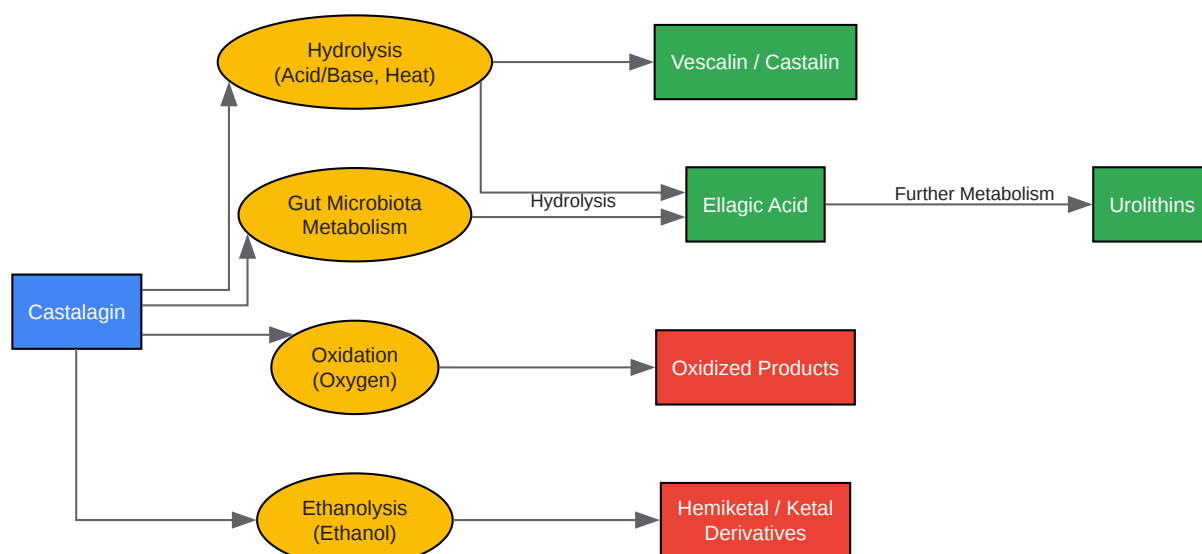 Hydrolysis
(Acid/Base, Heat)
Vescalin / Castalin
Gut Microbiota
Metabolism
Hydrolysis
Ellagic Acid
Further Metabolism
Urolithins
Castalagin
Oxidation
(Oxygen)
Oxidized Products
Ethanolysis
(Ethanol)
Hemiketal / Ketal
Derivatives